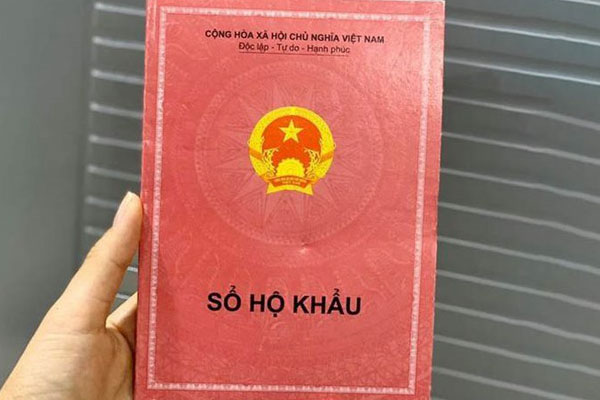 CỘNG HÒA XÃ HỘI CHỦ NGHĨA VIỆT NAM
Độc lập - Tự do - Hạnh phúc
SỔ HỘ KHẨU